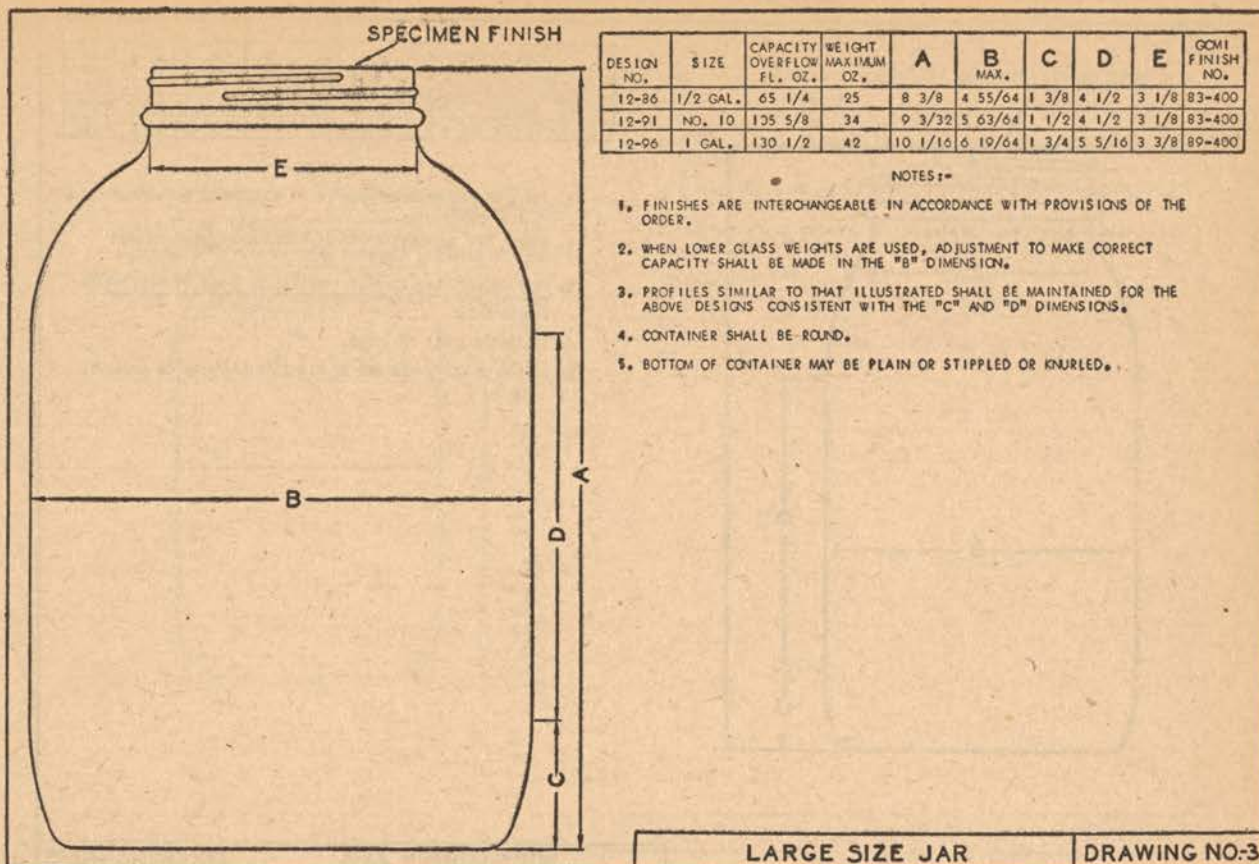 SPECIMEN FINISH
DESIGN NO. SIZE CAPACITY OVERFLOW FL. OZ. WEIGHT MAXIMUM OZ. A B MAX. C D E GCMI FINISH NO.
12-86 1/2 GAL. 65 1/4 25 8 3/8 4 55/64 1 3/8 4 1/2 3 1/8 83-400
12-91 NO. 10 105 5/8 34 9 3/32 5 63/64 1 1/2 4 1/2 3 1/8 83-400
12-96 1 GAL. 130 1/2 42 10 1/16 6 19/64 1 3/4 5 5/16 3 3/8 89-400
NOTES:-
1. FINISHES ARE INTERCHANGEABLE IN ACCORDANCE WITH PROVISIONS OF THE
ORDER.
2. WHEN LOWER GLASS WEIGHTS ARE USED, ADJUSTMENT TO MAKE CORRECT
CAPACITY SHALL BE MADE IN THE "B" DIMENSION.
3. PROFILES SIMILAR TO THAT ILLUSTRATED SHALL BE MAINTAINED FOR THE
ABOVE DESIGNS CONSISTENT WITH THE "C" AND "D" DIMENSIONS.
4. CONTAINER SHALL BE ROUND.
5. BOTTOM OF CONTAINER MAY BE PLAIN OR STIPPLED OR KNURLED.
E
A
B
D
C
LARGE SIZE JAR
DRAWING NO-3